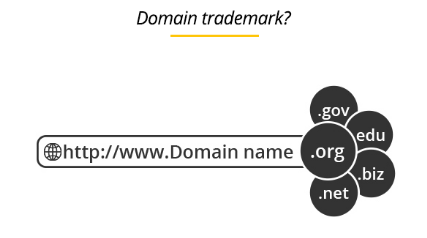 Domain trademark?
.gov
edu
http://www.Domain name
.org
.biz
.net